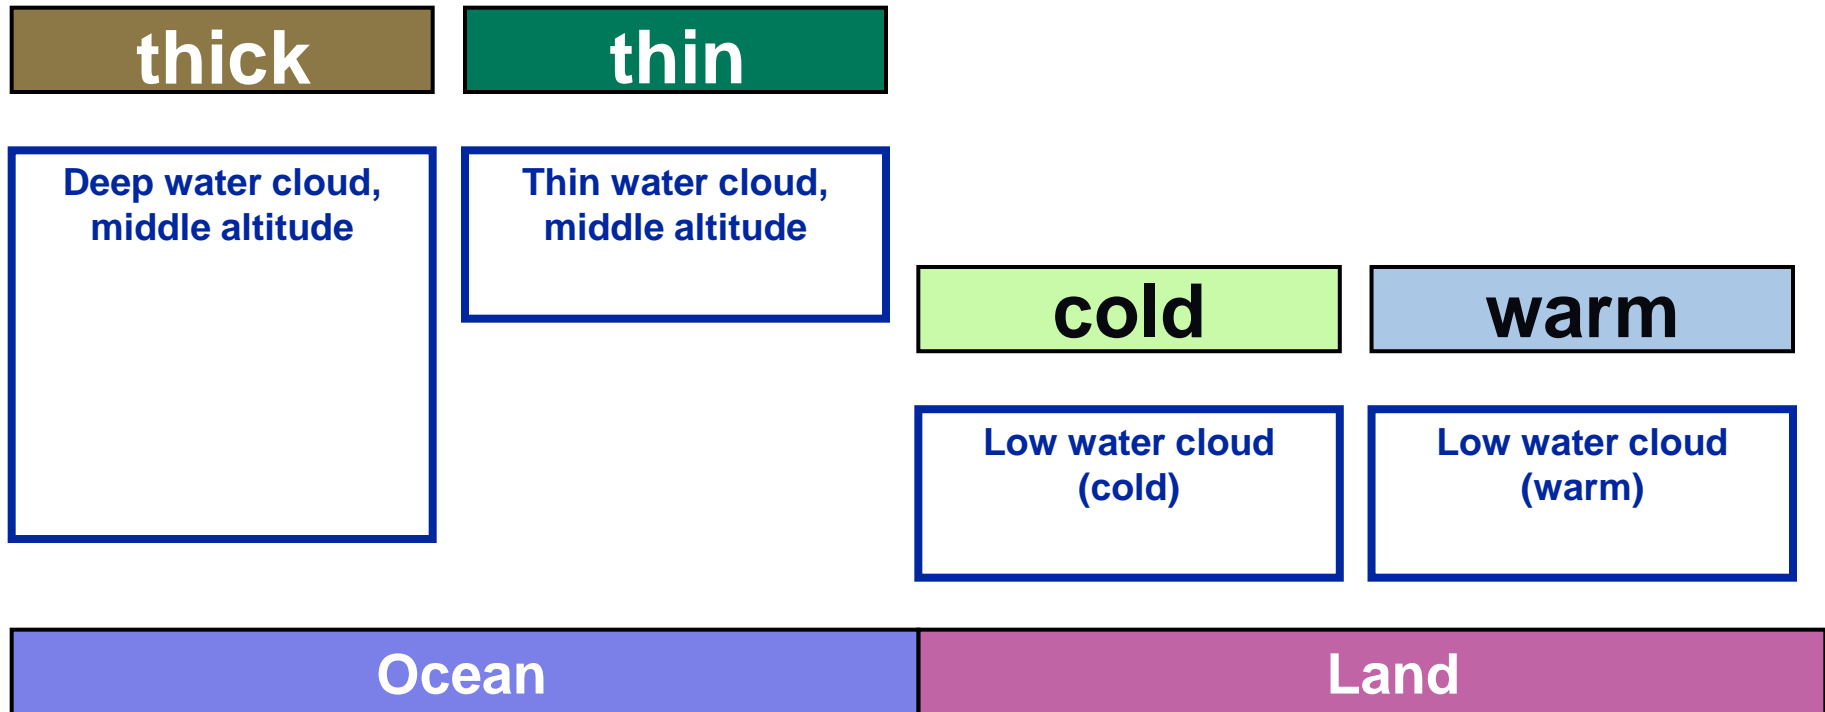 thick
thin
Deep water cloud,
middle altitude
Thin water cloud,
middle altitude
cold
warm
Low water cloud
(cold)
Low water cloud
(warm)
Ocean
Land